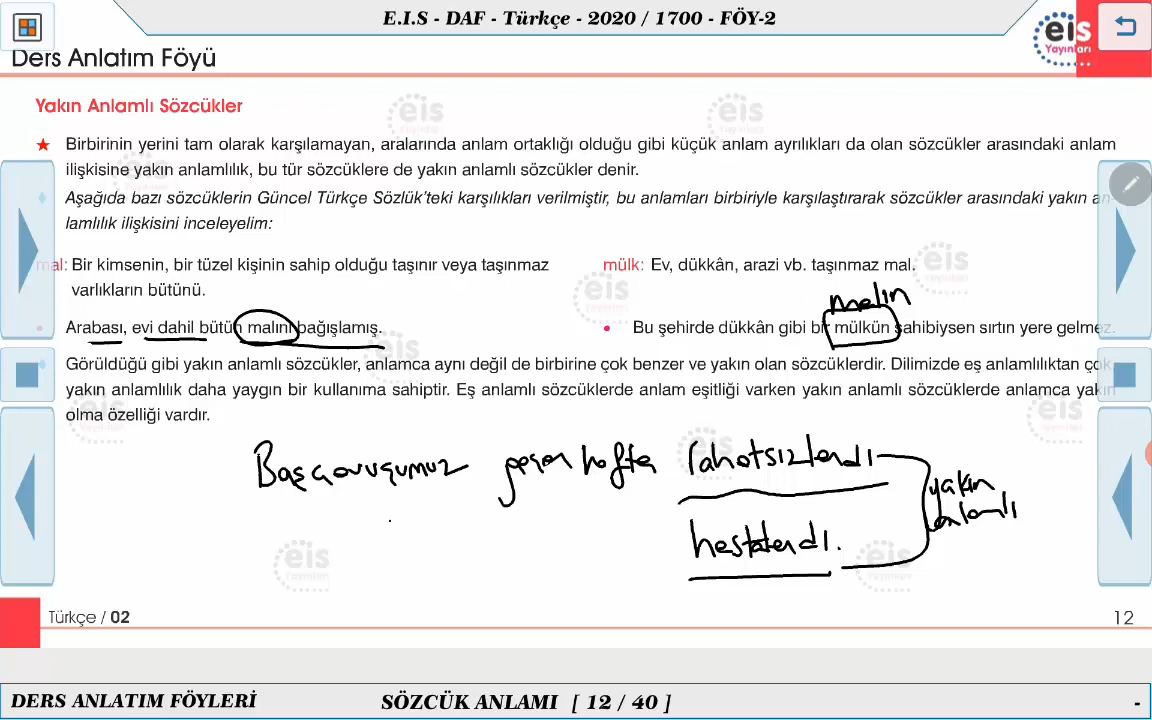 E.I.S - DAF - Türkçe - 2020 / 1700 - FÖY-2
Ders Anlatım Föyü
eis
Yayınları
Yakın Anlamlı Sözcükler
★ Birbirinin yerini tam olarak karşılamayan, aralarında anlam ortaklığı olduğu gibi küçük anlam ayrılıkları da olan sözcükler arasındaki anlam
ilişkisine yakın anlamlılık, bu tür sözcüklere de yakın anlamlı sözcükler denir.
Aşağıda bazı sözcüklerin Güncel Türkçe Sözlük’teki karşılıkları verilmiştir, bu anlamları birbiriyle karşılaştırarak sözcükler arasındaki yakın an-
lamlılık ilişkisini inceleyelim:
mal: Bir kimsenin, bir tüzel kişinin sahip olduğu taşınır veya taşınmaz
varlıkların bütünü.
mülk: Ev, dükkân, arazi vb. taşınmaz mal.
malın
• Arabası, evi dahil bütün malını bağışlamış.
• Bu şehirde dükkân gibi bir mülkün sahibiysen sırtın yere gelmez.
Görüldüğü gibi yakın anlamlı sözcükler, anlamca aynı değil de birbirine çok benzer ve yakın olan sözcüklerdir. Dilimizde eş anlamlılıktan çok
yakın anlamlılık daha yaygın bir kullanıma sahiptir. Eş anlamlı sözcüklerde anlam eşitliği varken yakın anlamlı sözcüklerde anlamca yakın
olma özelliği vardır.
Başçavuşumuz geçen hafta rahatsızlandı
yakın
anlamlı
hastalandı.
Türkçe / 02
12
DERS ANLATIM FÖYLERİ
SÖZCÜK ANLAMI [ 12 / 40 ]
-